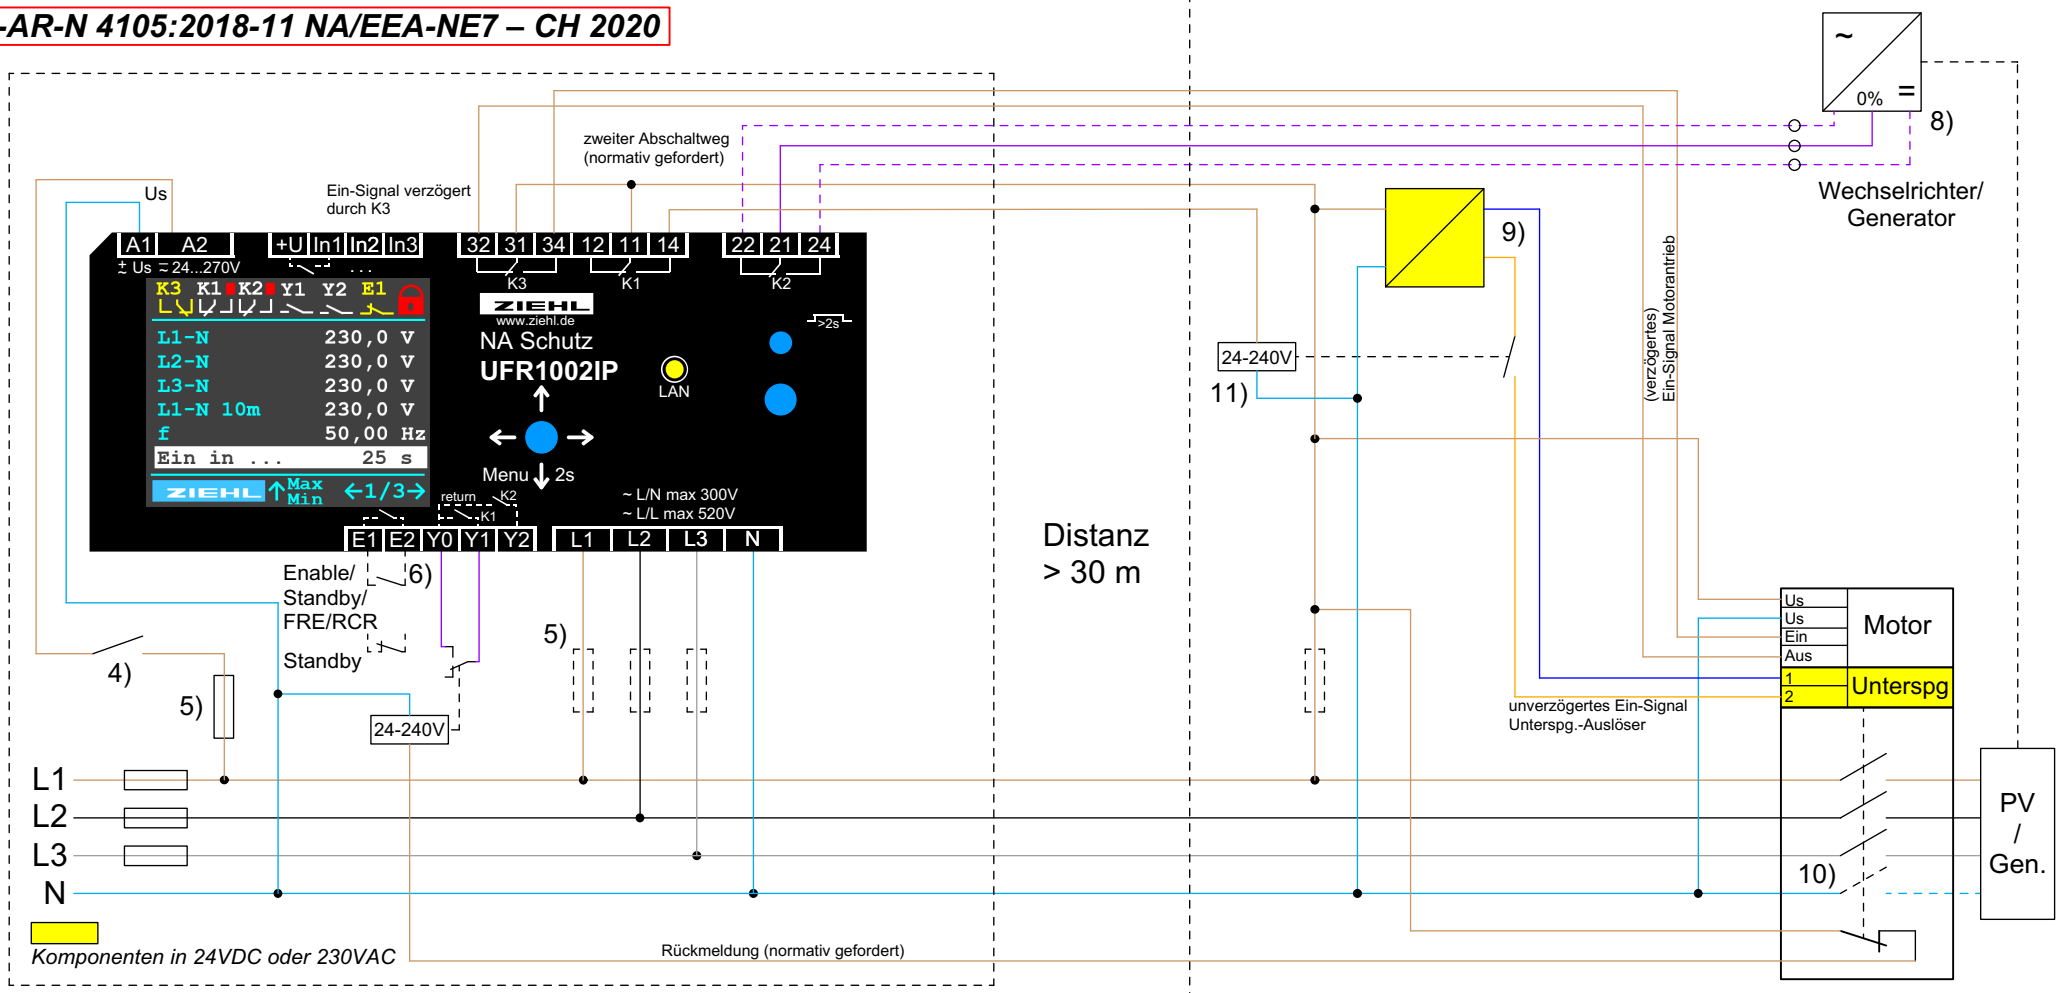 -AR-N 4105:2018-11 NA/EEA-NE7 – CH 2020
~
0%
=
8)
Wechselrichter/
Generator
zweiter Abschaltweg
(normativ gefordert)
Ein-Signal verzögert
durch K3
Us
A1 A2 +U In1 In2 In3 32 31 34 12 11 14 22 21 24
± Us ≂ 24...270V
...
K3 K1 K2
K3 K1 K2 Y1 Y2 E1
L1-N 230,0 V
L2-N 230,0 V
L3-N 230,0 V
L1-N 10m 230,0 V
f 50,00 Hz
Ein in ... 25 s
ZIEHL ↑ Max Min ←1/3→
ZIEHL
www.ziehl.de
NA Schutz
UFR1002IP
LAN
>2s
Menu 2s
return K2
K1
~ L/N max 300V
~ L/L max 520V
E1 E2 Y0 Y1 Y2 L1 L2 L3 N
Enable/
Standby/
FRE/RCR
Standby
6)
4)
5)
5)
24-240V
Distanz
> 30 m
9)
24-240V
11)
(verzögertes)
Ein-Signal Motorantrieb
Us
Us
Ein
Aus
Motor
1
2
Unterspg
unverzögertes Ein-Signal
Unterspg.-Auslöser
L1
L2
L3
N
10)
PV
/
Gen.
Komponenten in 24VDC oder 230VAC
Rückmeldung (normativ gefordert)